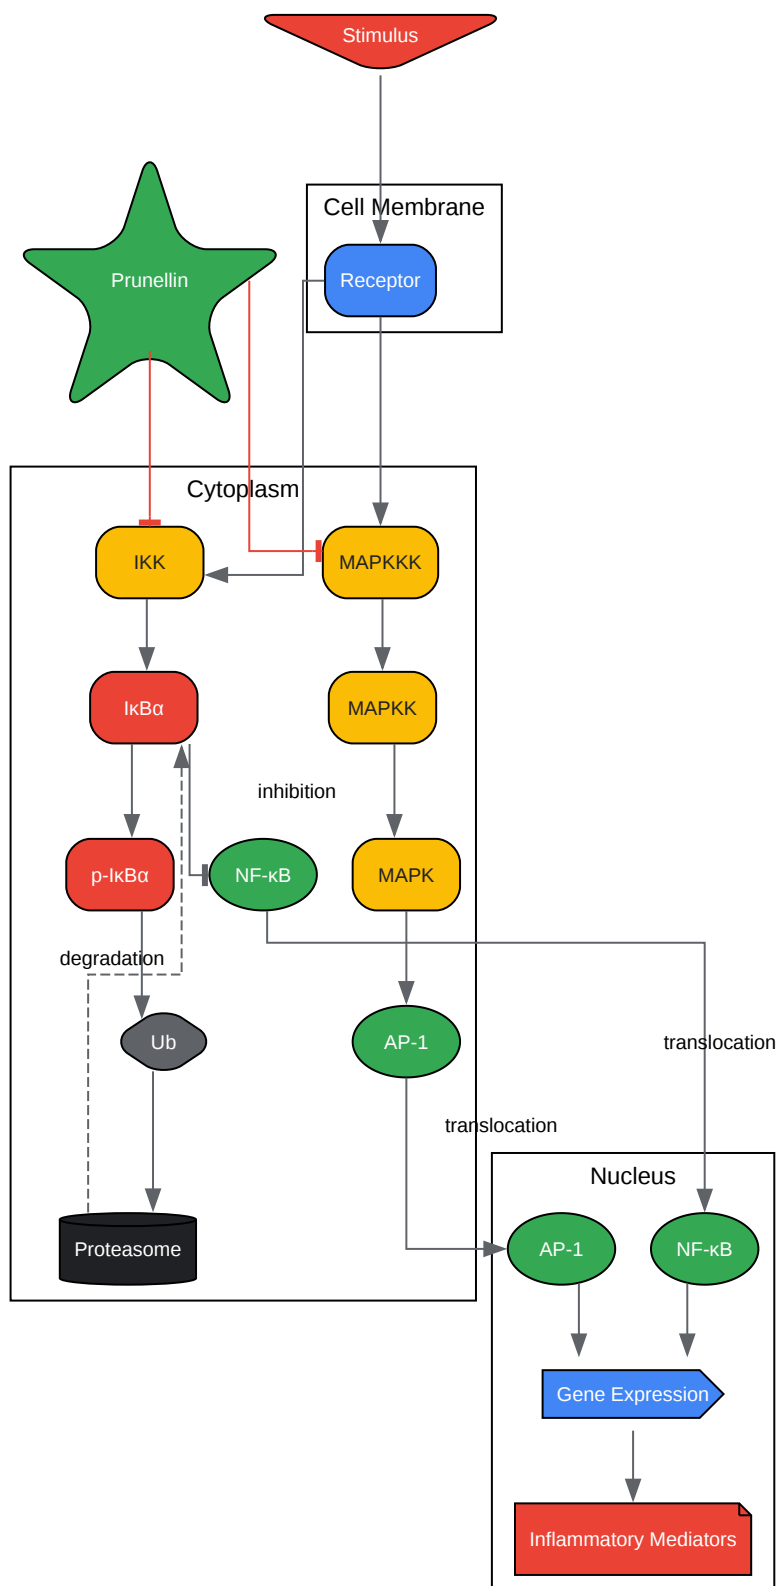 Stimulus
Cell Membrane
Prunellin
Receptor
Cytoplasm
IKK
MAPKKK
IκBα
MAPKK
inhibition
p-IκBα
NF-κB
MAPK
degradation
Ub
AP-1
translocation
translocation
Nucleus
Proteasome
AP-1
NF-κB
Gene Expression
Inflammatory Mediators